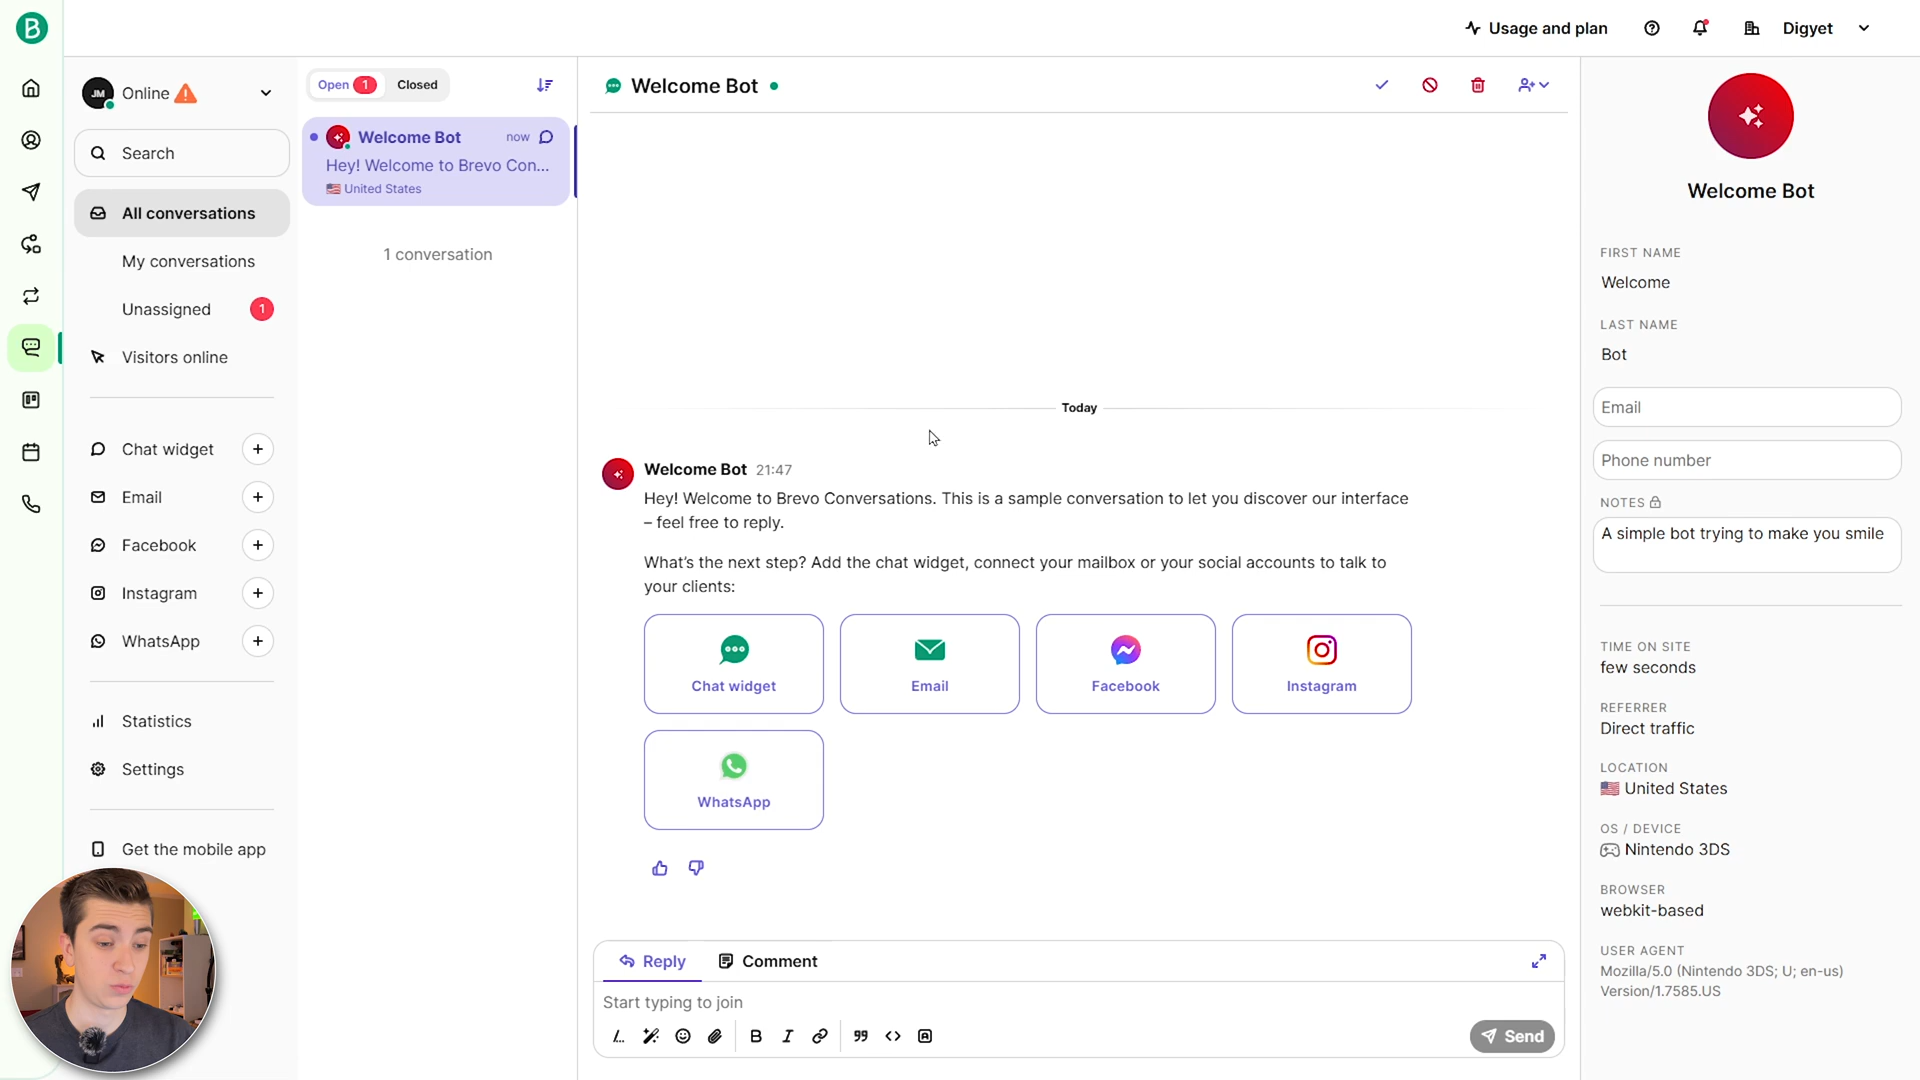 B
Usage and plan
Digyet
JM
Online
Search
All conversations
My conversations
Unassigned
1
Visitors online
Chat widget
Email
Facebook
Instagram
WhatsApp
Statistics
Settings
Get the mobile app
Open 1
Closed
Welcome Bot
now
Hey! Welcome to Brevo Con...
United States
1 conversation
Welcome Bot
Today
Welcome Bot 21:47
Hey! Welcome to Brevo Conversations. This is a sample conversation to let you discover our interface
– feel free to reply.
What’s the next step? Add the chat widget, connect your mailbox or your social accounts to talk to
your clients:
Chat widget
Email
Facebook
Instagram
WhatsApp
Reply
Comment
Start typing to join
B
I
Send
Welcome Bot
FIRST NAME
Welcome
LAST NAME
Bot
Email
Phone number
NOTES
A simple bot trying to make you smile
TIME ON SITE
few seconds
REFERRER
Direct traffic
LOCATION
United States
OS / DEVICE
Nintendo 3DS
BROWSER
webkit-based
USER AGENT
Mozilla/5.0 (Nintendo 3DS; U; en-us)
Version/1.7585.US